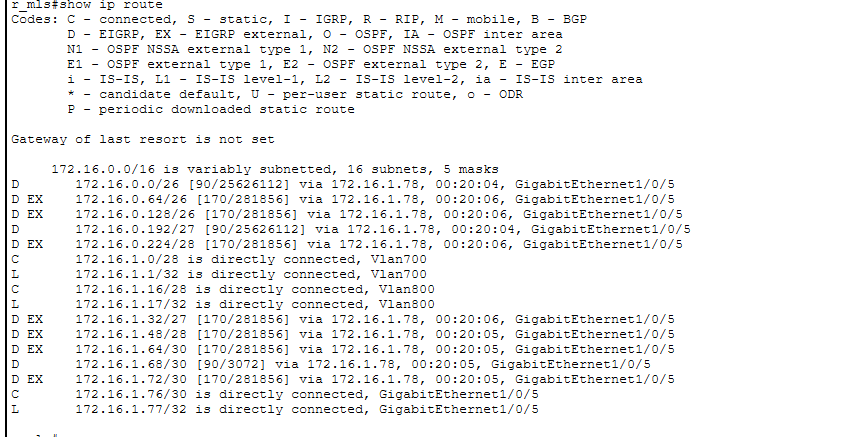 r_mls#show ip route
Codes: C - connected, S - static, I - IGRP, R - RIP, M - mobile, B - BGP
D - EIGRP, EX - EIGRP external, O - OSPF, IA - OSPF inter area
N1 - OSPF NSSA external type 1, N2 - OSPF NSSA external type 2
E1 - OSPF external type 1, E2 - OSPF external type 2, E - EGP
i - IS-IS, L1 - IS-IS level-1, L2 - IS-IS level-2, ia - IS-IS inter area
* - candidate default, U - per-user static route, o - ODR
P - periodic downloaded static route
Gateway of last resort is not set
172.16.0.0/16 is variably subnetted, 16 subnets, 5 masks
D 172.16.0.0/26 [90/25626112] via 172.16.1.78, 00:20:04, GigabitEthernet1/0/5
D EX 172.16.0.64/26 [170/281856] via 172.16.1.78, 00:20:06, GigabitEthernet1/0/5
D EX 172.16.0.128/26 [170/281856] via 172.16.1.78, 00:20:06, GigabitEthernet1/0/5
D 172.16.0.192/27 [90/25626112] via 172.16.1.78, 00:20:04, GigabitEthernet1/0/5
D EX 172.16.0.224/28 [170/281856] via 172.16.1.78, 00:20:06, GigabitEthernet1/0/5
C 172.16.1.0/28 is directly connected, Vlan700
L 172.16.1.1/32 is directly connected, Vlan700
C 172.16.1.16/28 is directly connected, Vlan800
L 172.16.1.17/32 is directly connected, Vlan800
D EX 172.16.1.32/27 [170/281856] via 172.16.1.78, 00:20:06, GigabitEthernet1/0/5
D EX 172.16.1.48/28 [170/281856] via 172.16.1.78, 00:20:05, GigabitEthernet1/0/5
D EX 172.16.1.64/30 [170/281856] via 172.16.1.78, 00:20:05, GigabitEthernet1/0/5
D 172.16.1.68/30 [90/3072] via 172.16.1.78, 00:20:05, GigabitEthernet1/0/5
D EX 172.16.1.72/30 [170/281856] via 172.16.1.78, 00:20:05, GigabitEthernet1/0/5
C 172.16.1.76/30 is directly connected, GigabitEthernet1/0/5
L 172.16.1.77/32 is directly connected, GigabitEthernet1/0/5